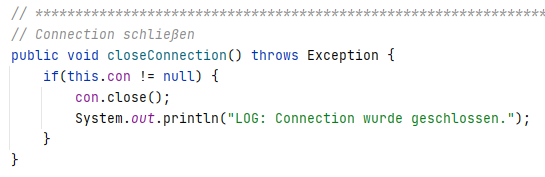 // ****************************************************************
// Connection schließen
public void closeConnection() throws Exception {
    if(this.con != null) {
        con.close();
        System.out.println("LOG: Connection wurde geschlossen.");
    }
}